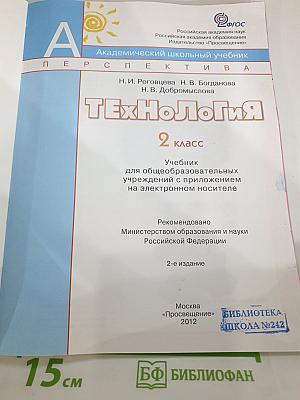 ФГОС
Российская академия наук
Российская академия образования
Издательство «Просвещение»
А
Академический школьный учебник
ПЕРСПЕКТИВА
Н. И. Роговцева Н. В. Богданова
Н. В. Добромыслова
ТЕХНОЛОГИЯ
2 класс
Учебник
для общеобразовательных
учреждений с приложением
на электронном носителе
Рекомендовано
Министерством образования и науки
Российской Федерации
2-е издание
Москва
«Просвещение»
2012
БИБЛИОТЕКА
ШКОЛА №242
15 см
БФ БИБЛИОФАН